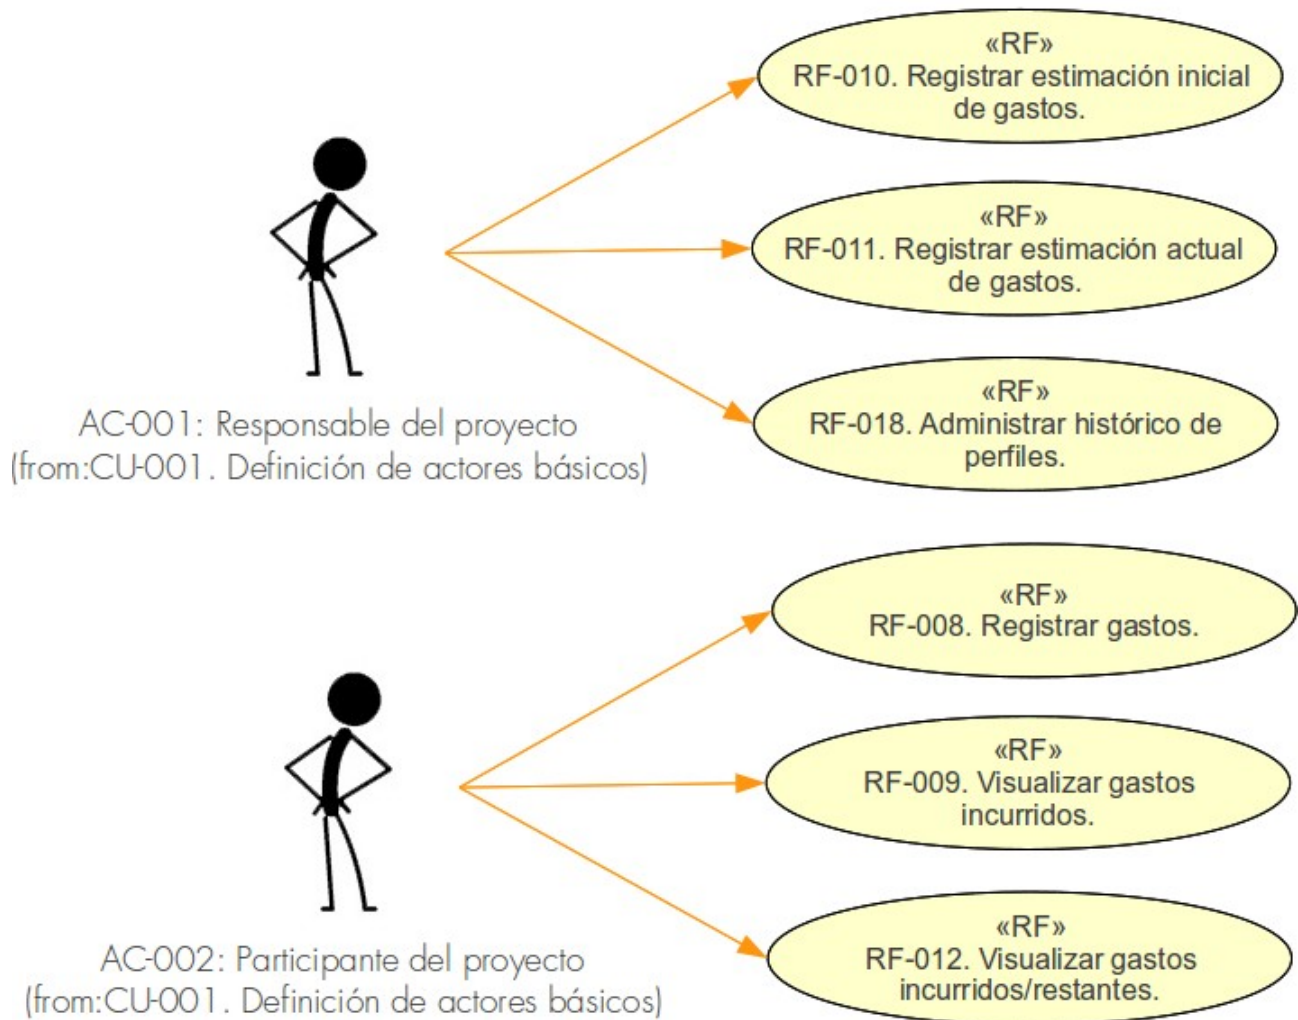 «RF»
RF-010. Registrar estimación inicial
de gastos.
«RF»
RF-011. Registrar estimación actual
de gastos.
«RF»
RF-018. Administrar histórico de
perfiles.
AC-001: Responsable del proyecto
(from:CU-001. Definición de actores básicos)
«RF»
RF-008. Registrar gastos.
«RF»
RF-009. Visualizar gastos
incurridos.
«RF»
RF-012. Visualizar gastos
incurridos/restantes.
AC-002: Participante del proyecto
(from:CU-001. Definición de actores básicos)